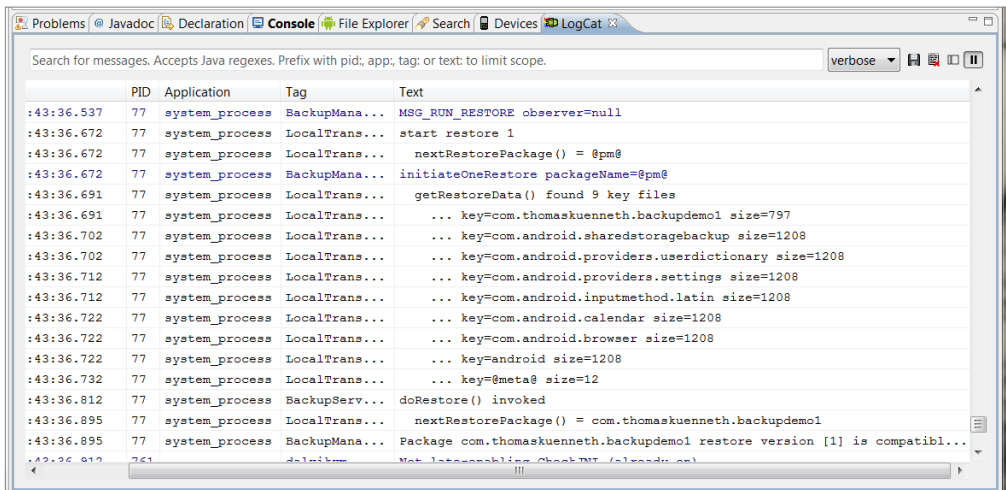 Problems @ Javadoc Declaration Console File Explorer Search Devices LogCat
Search for messages. Accepts Java regexes. Prefix with pid:, app:, tag: or text: to limit scope. verbose
PID Application Tag Text
:43:36.537 77 system_process BackupMana... MSG_RUN_RESTORE observer=null
:43:36.672 77 system_process LocalTrans... start restore 1
:43:36.672 77 system_process LocalTrans... nextRestorePackage() = @pm@
:43:36.672 77 system_process BackupMana... initiateOneRestore packageName=@pm@
:43:36.691 77 system_process LocalTrans... getRestoreData() found 9 key files
:43:36.691 77 system_process LocalTrans... ... key=com.thomaskuenneth.backupdemo1 size=797
:43:36.702 77 system_process LocalTrans... ... key=com.android.sharedstoragebackup size=1208
:43:36.702 77 system_process LocalTrans... ... key=com.android.providers.userdictionary size=1208
:43:36.712 77 system_process LocalTrans... ... key=com.android.providers.settings size=1208
:43:36.712 77 system_process LocalTrans... ... key=com.android.inputmethod.latin size=1208
:43:36.722 77 system_process LocalTrans... ... key=com.android.calendar size=1208
:43:36.722 77 system_process LocalTrans... ... key=com.android.browser size=1208
:43:36.722 77 system_process LocalTrans... ... key=android size=1208
:43:36.732 77 system_process LocalTrans... ... key=@meta@ size=12
:43:36.812 77 system_process BackupServ... doRestore() invoked
:43:36.895 77 system_process LocalTrans... nextRestorePackage() = com.thomaskuenneth.backupdemo1
:43:36.895 77 system_process BackupMana... Package com.thomaskuenneth.backupdemo1 restore version [1] is compatibl...
:43:36.912 761 dalvikvm Not late-enabling CheckJNI (already on)